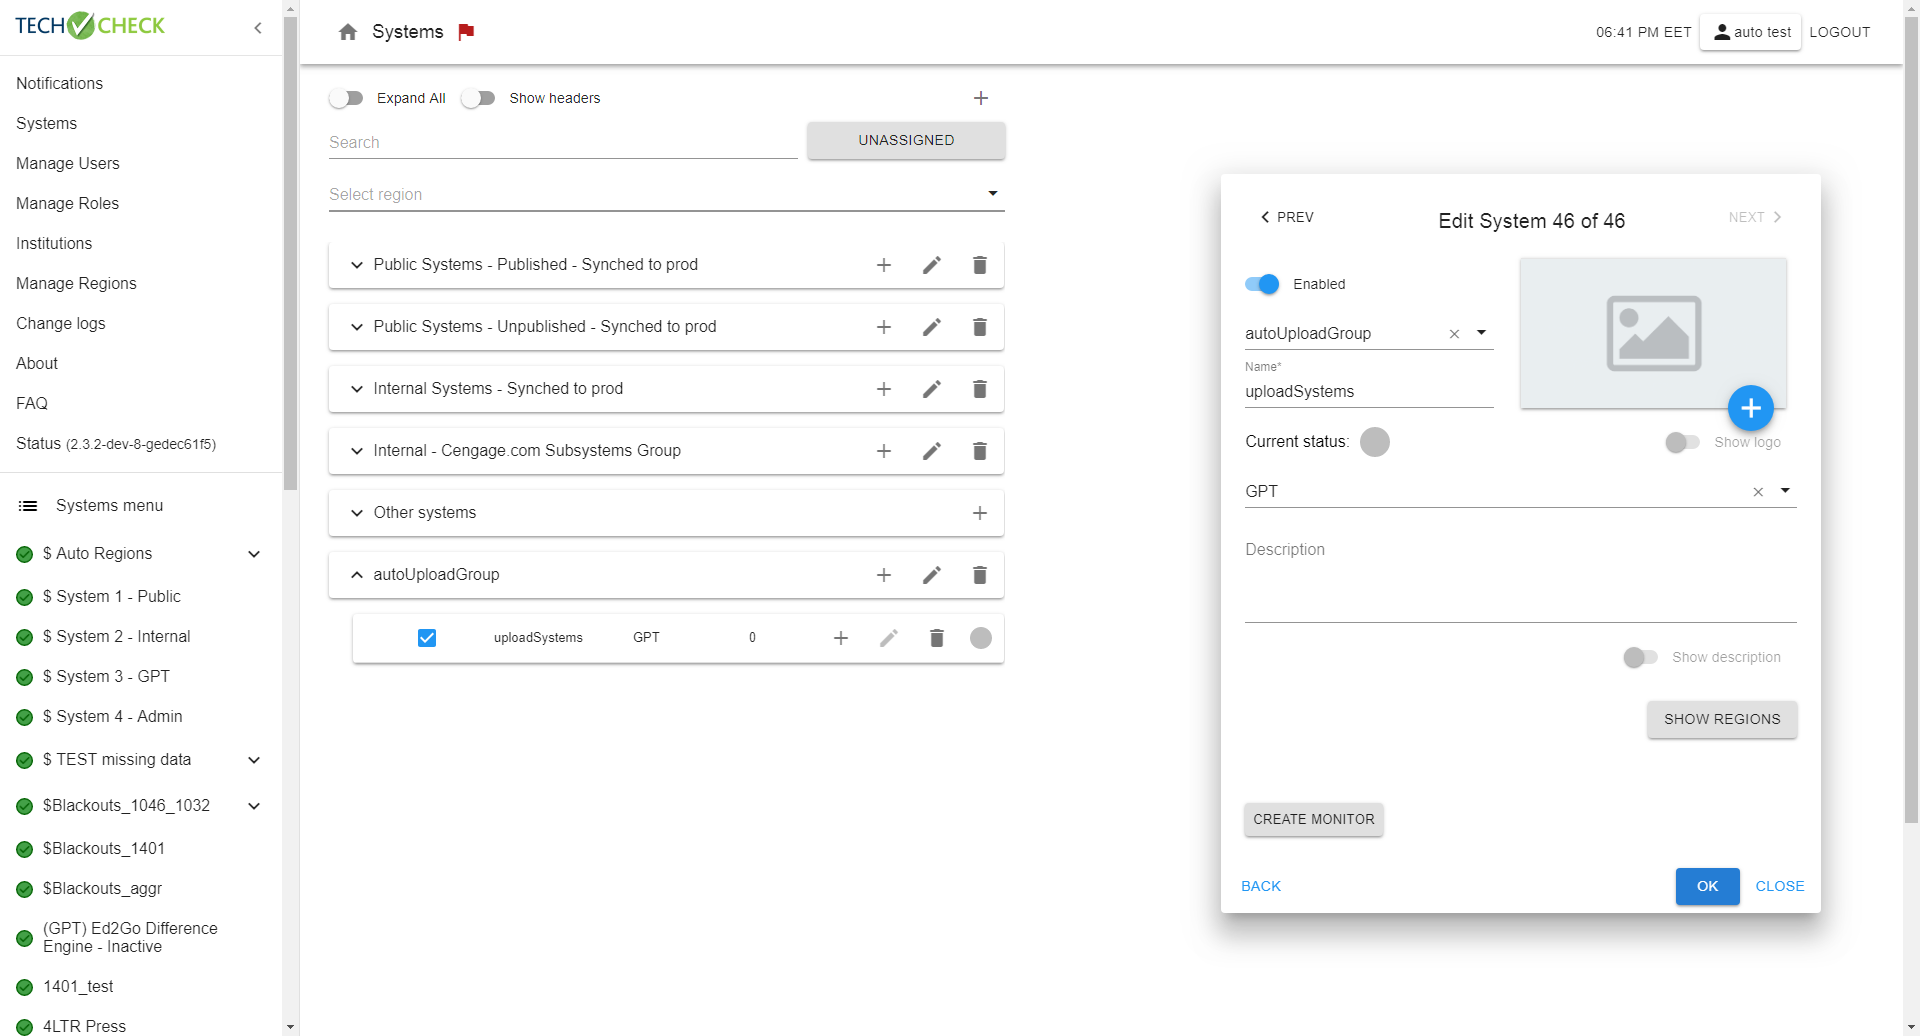 TECH CHECK
Notifications
Systems
Manage Users
Manage Roles
Institutions
Manage Regions
Change logs
About
FAQ
Status (2.3.2-dev-8-gedec61f5)
Systems menu
$ Auto Regions
$ System 1 - Public
$ System 2 - Internal
$ System 3 - GPT
$ System 4 - Admin
$ TEST missing data
$Blackouts_1046_1032
$Blackouts_1401
$Blackouts_aggr
(GPT) Ed2Go Difference
Engine - Inactive
1401_test
4LTR Press
Systems
06:41 PM EET
auto test
LOGOUT
Expand All
Show headers
Search
UNASSIGNED
Select region
Public Systems - Published - Synched to prod
Public Systems - Unpublished - Synched to prod
Internal Systems - Synched to prod
Internal - Cengage.com Subsystems Group
Other systems
autoUploadGroup
uploadSystems GPT 0
PREV
Edit System 46 of 46
NEXT
Enabled
autoUploadGroup
Name*
uploadSystems
Current status:
Show logo
GPT
Description
Show description
SHOW REGIONS
CREATE MONITOR
BACK
OK
CLOSE